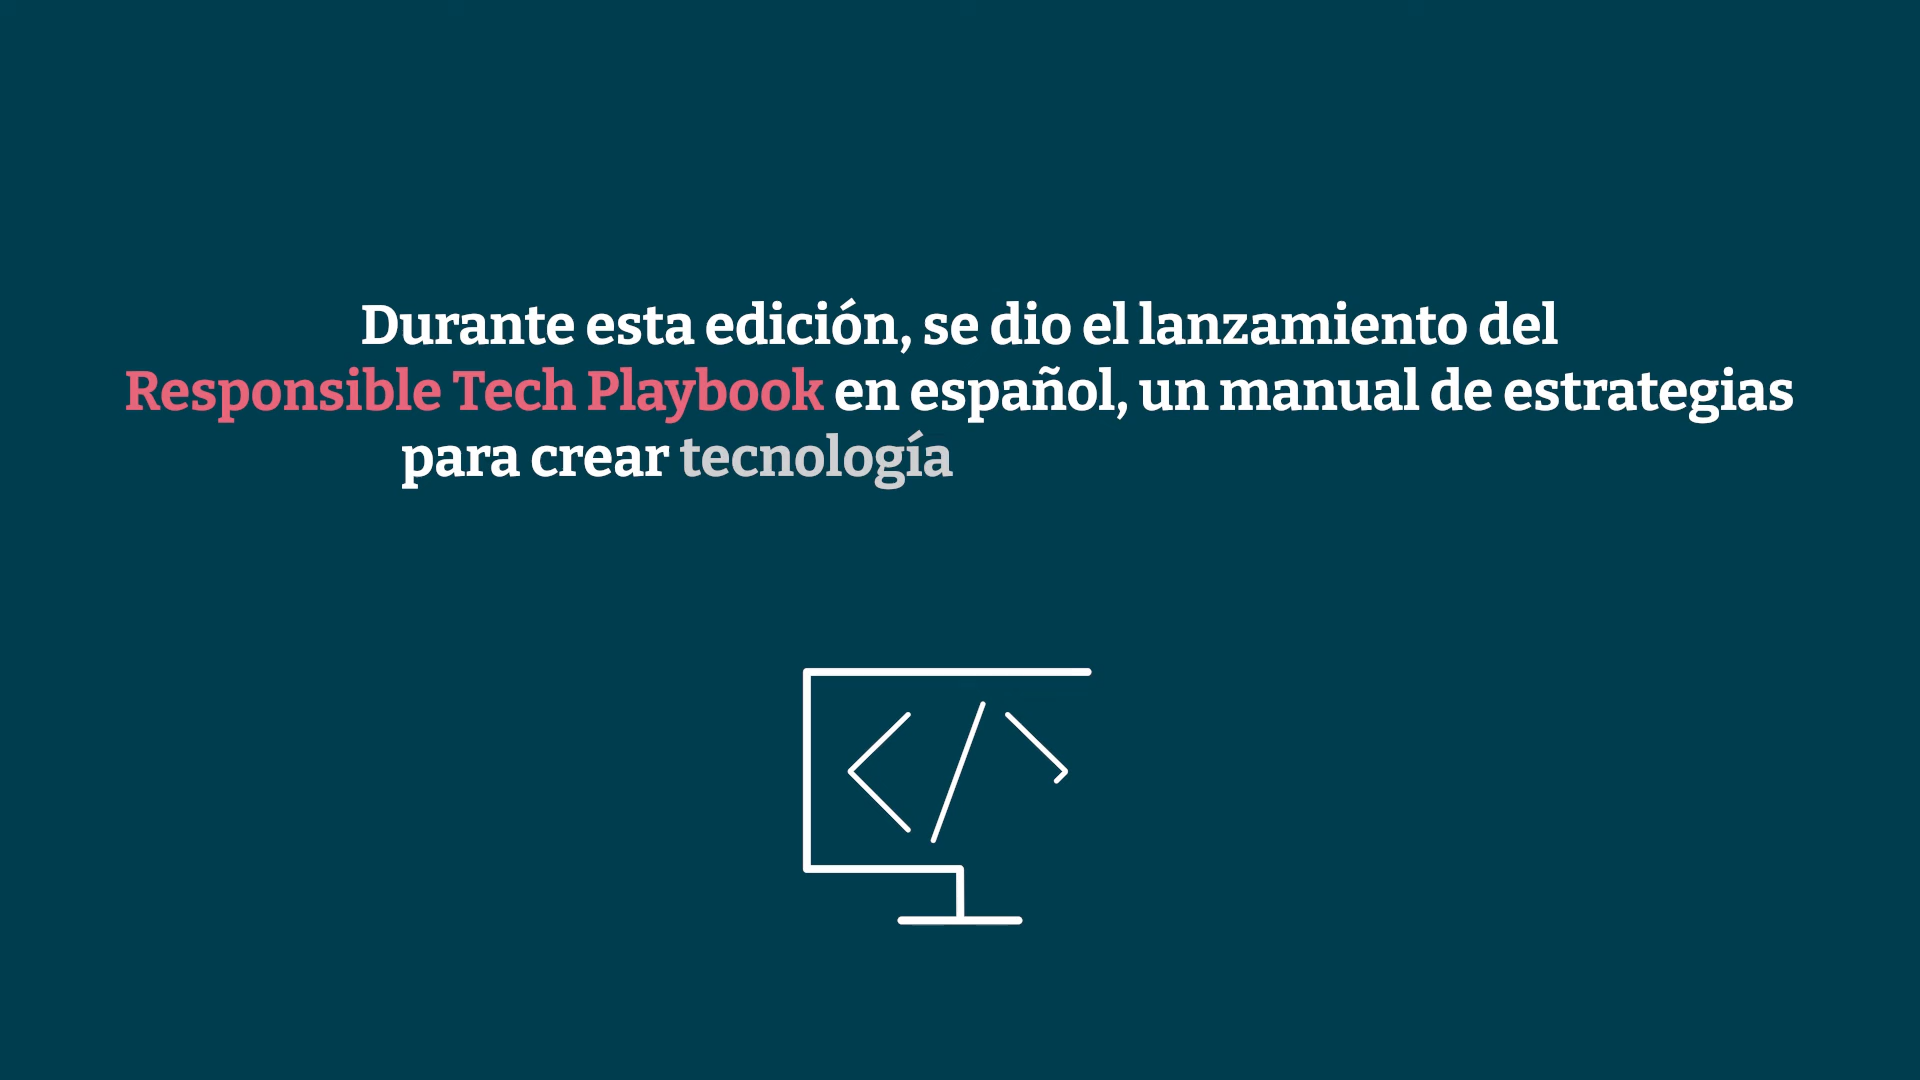 Durante esta edición, se dio el lanzamiento del
Responsible Tech Playbook en español, un manual de estrategias
para crear tecnología